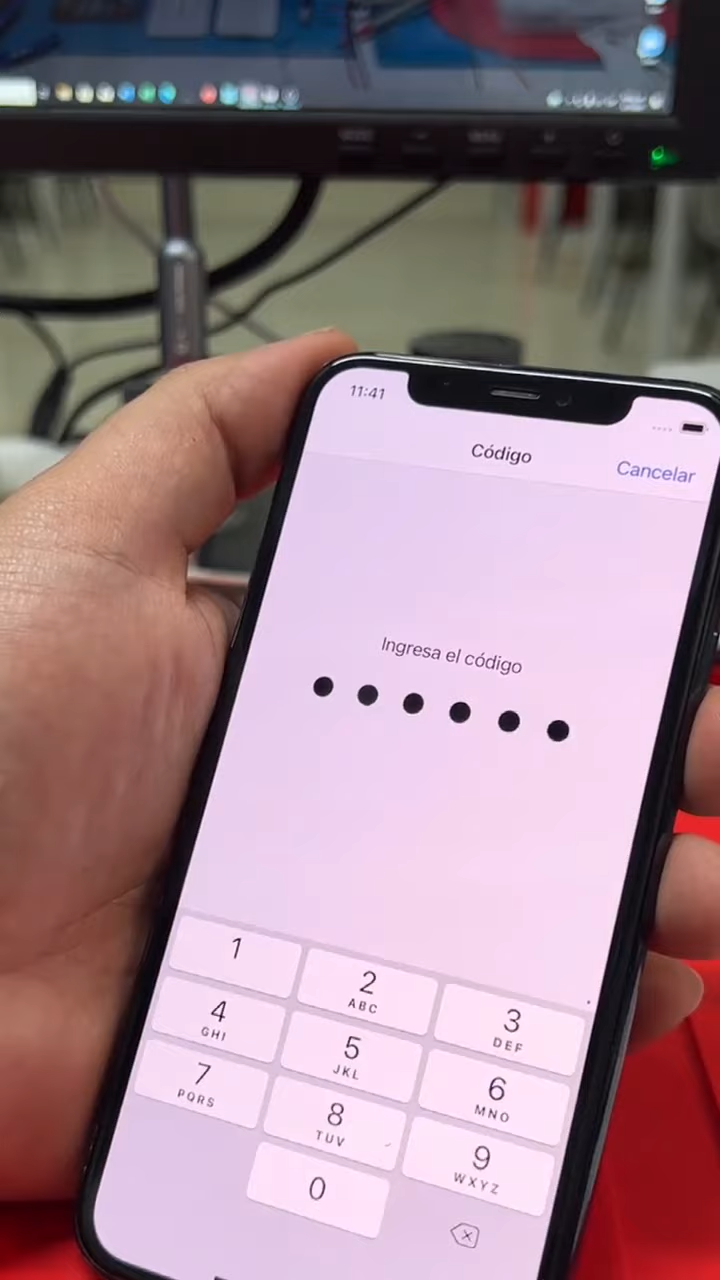 11:41
Código
Cancelar
Ingresa el código
1
2
ABC
3
DEF
4
GHI
5
JKL
6
MNO
7
PQRS
8
TUV
9
WXYZ
0